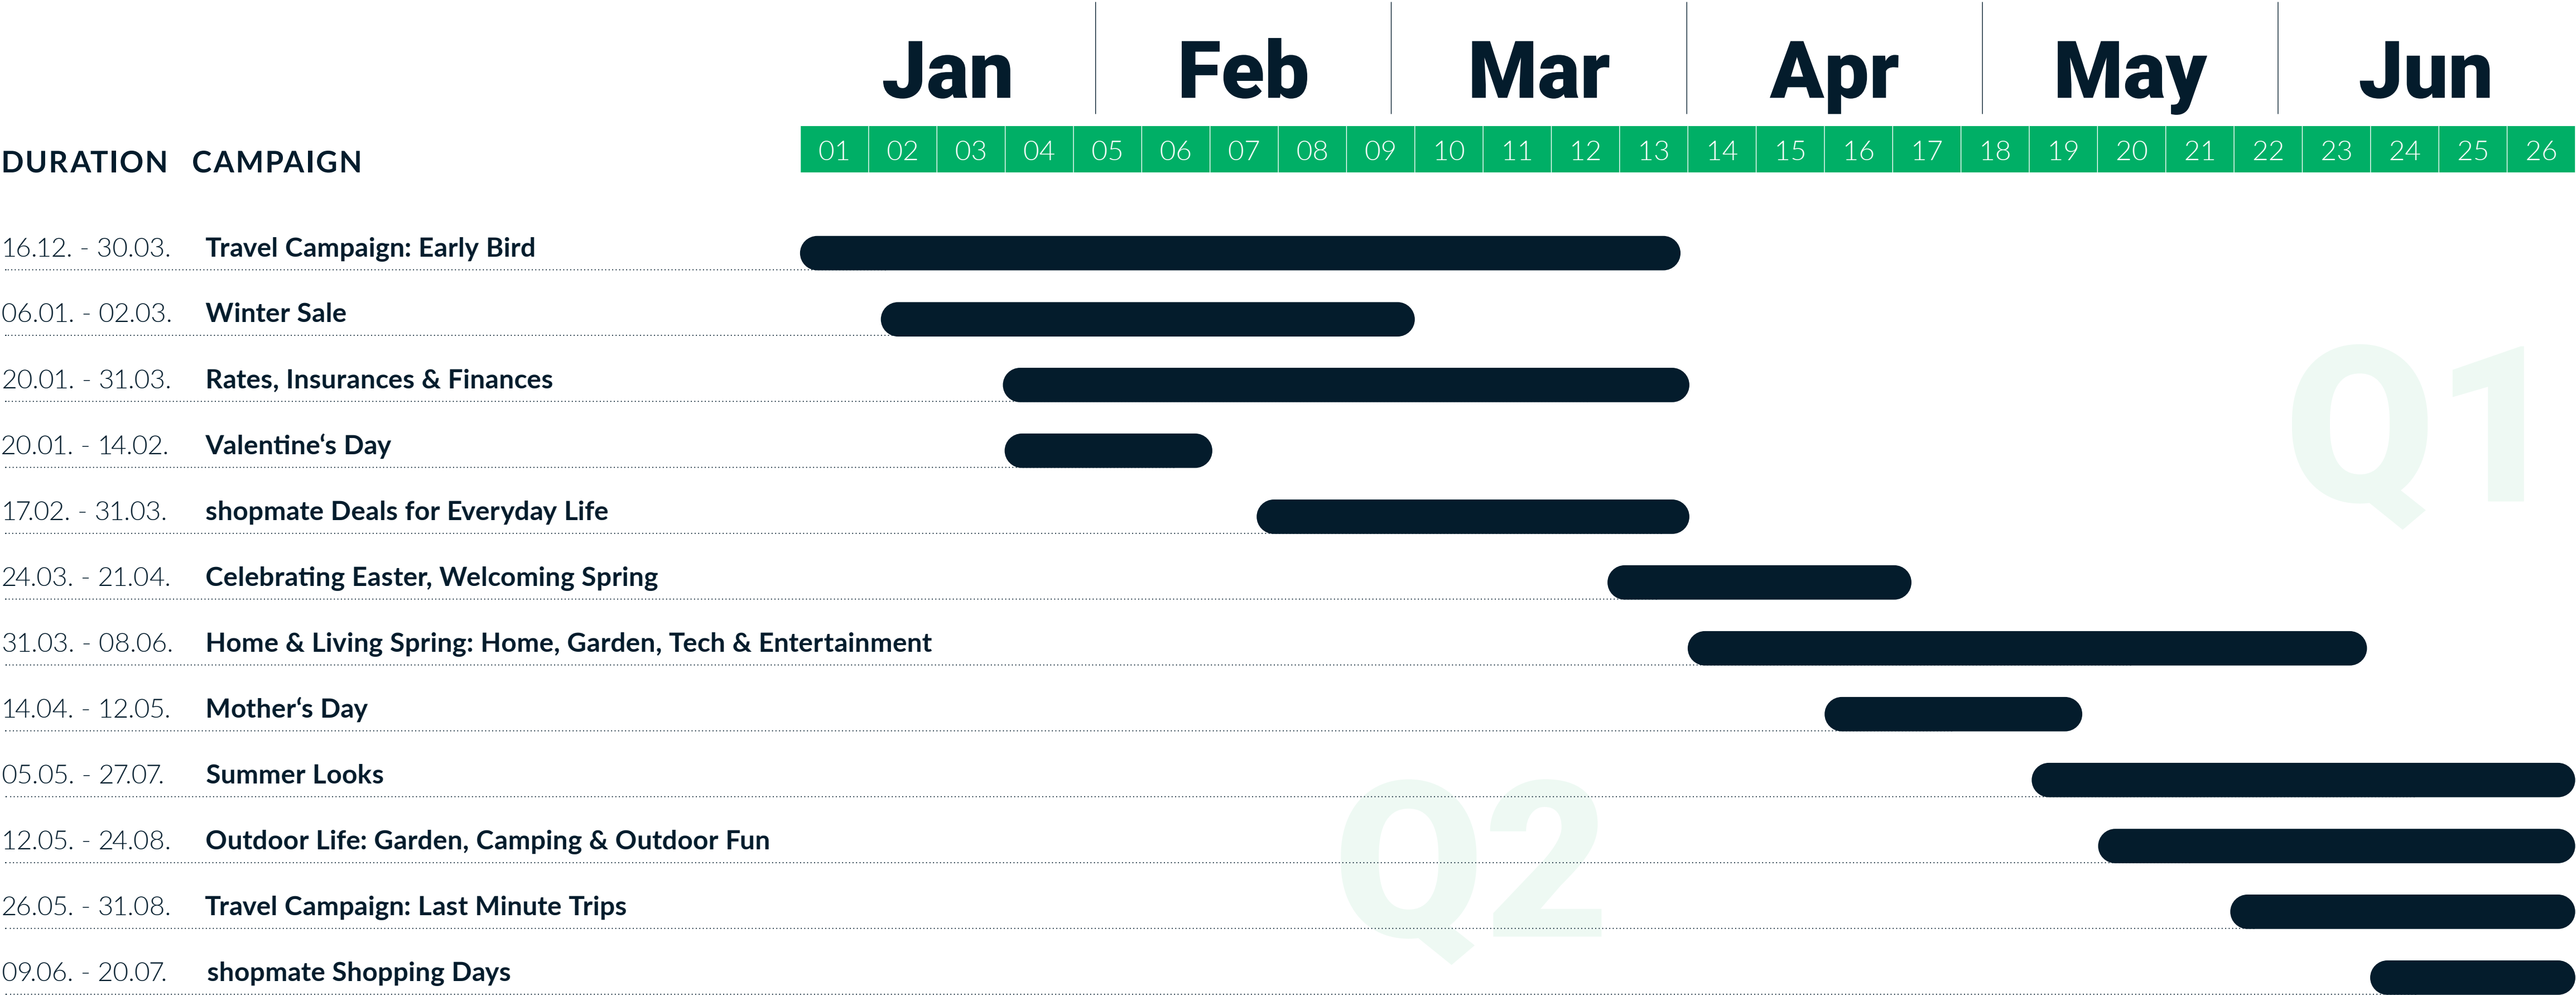 Jan Feb Mar Apr May Jun
DURATION CAMPAIGN 01 02 03 04 05 06 07 08 09 10 11 12 13 14 15 16 17 18 19 20 21 22 23 24 25 26
16.12. - 30.03. Travel Campaign: Early Bird
06.01. - 02.03. Winter Sale
20.01. - 31.03. Rates, Insurances & Finances
Q1
20.01. - 14.02. Valentine‘s Day
17.02. - 31.03. shopmate Deals for Everyday Life
24.03. - 21.04. Celebrating Easter, Welcoming Spring
31.03. - 08.06. Home & Living Spring: Home, Garden, Tech & Entertainment
14.04. - 12.05. Mother‘s Day
05.05. - 27.07. Summer Looks
Q2
12.05. - 24.08. Outdoor Life: Garden, Camping & Outdoor Fun
26.05. - 31.08. Travel Campaign: Last Minute Trips
09.06. - 20.07. shopmate Shopping Days